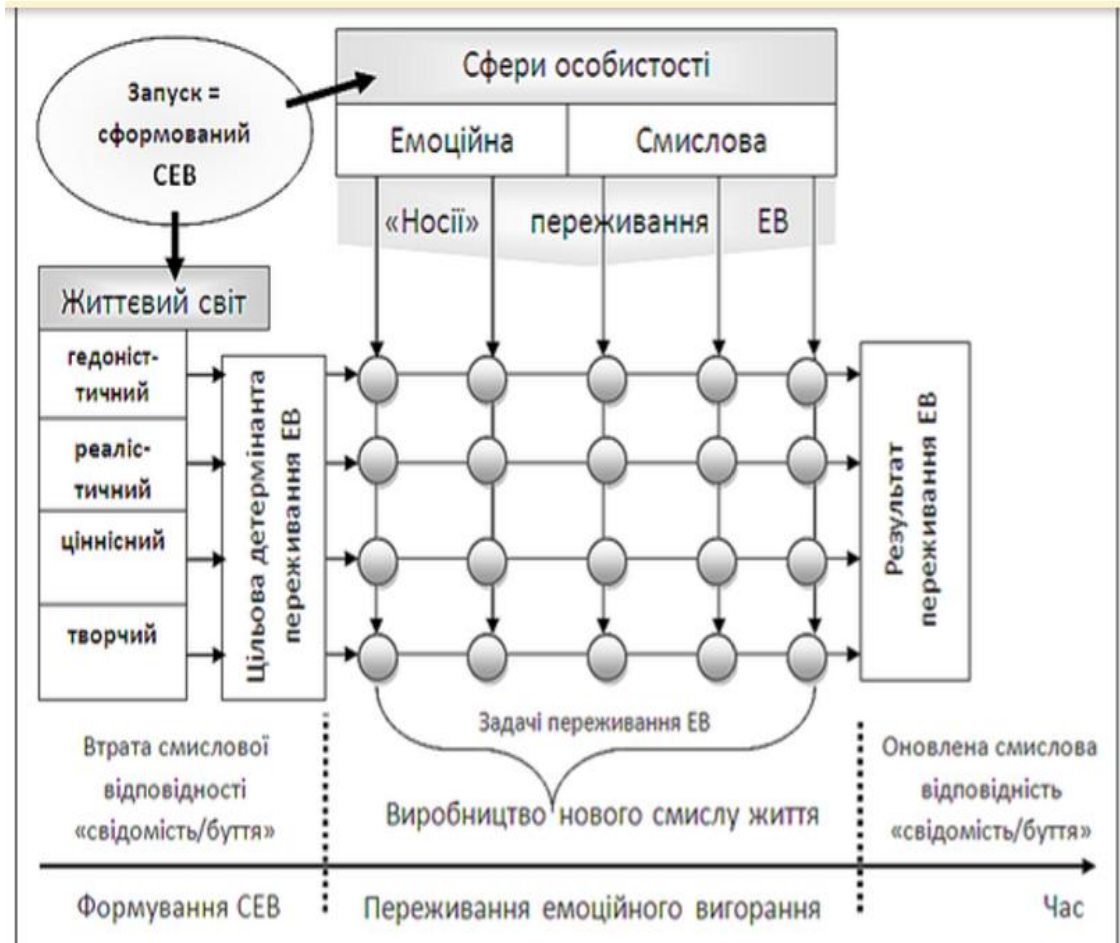 Запуск =
сформований
СЕВ
Сфери особистості
Емоційна
Смислова
«Носії» переживання ЕВ
Життєвий світ
гедоніст-
тичний
реаліс-
тичний
ціннісний
творчий
Цільова детермінанта
переживання ЕВ
Результат
переживання ЕВ
Задачі переживання ЕВ
Виробництво нового смислу життя
Втрата смислової
відповідності
«свідомість/буття»
Оновлена смислова
відповідність
«свідомість/буття»
Формування СЕВ
Переживання емоційного вигорання
Час